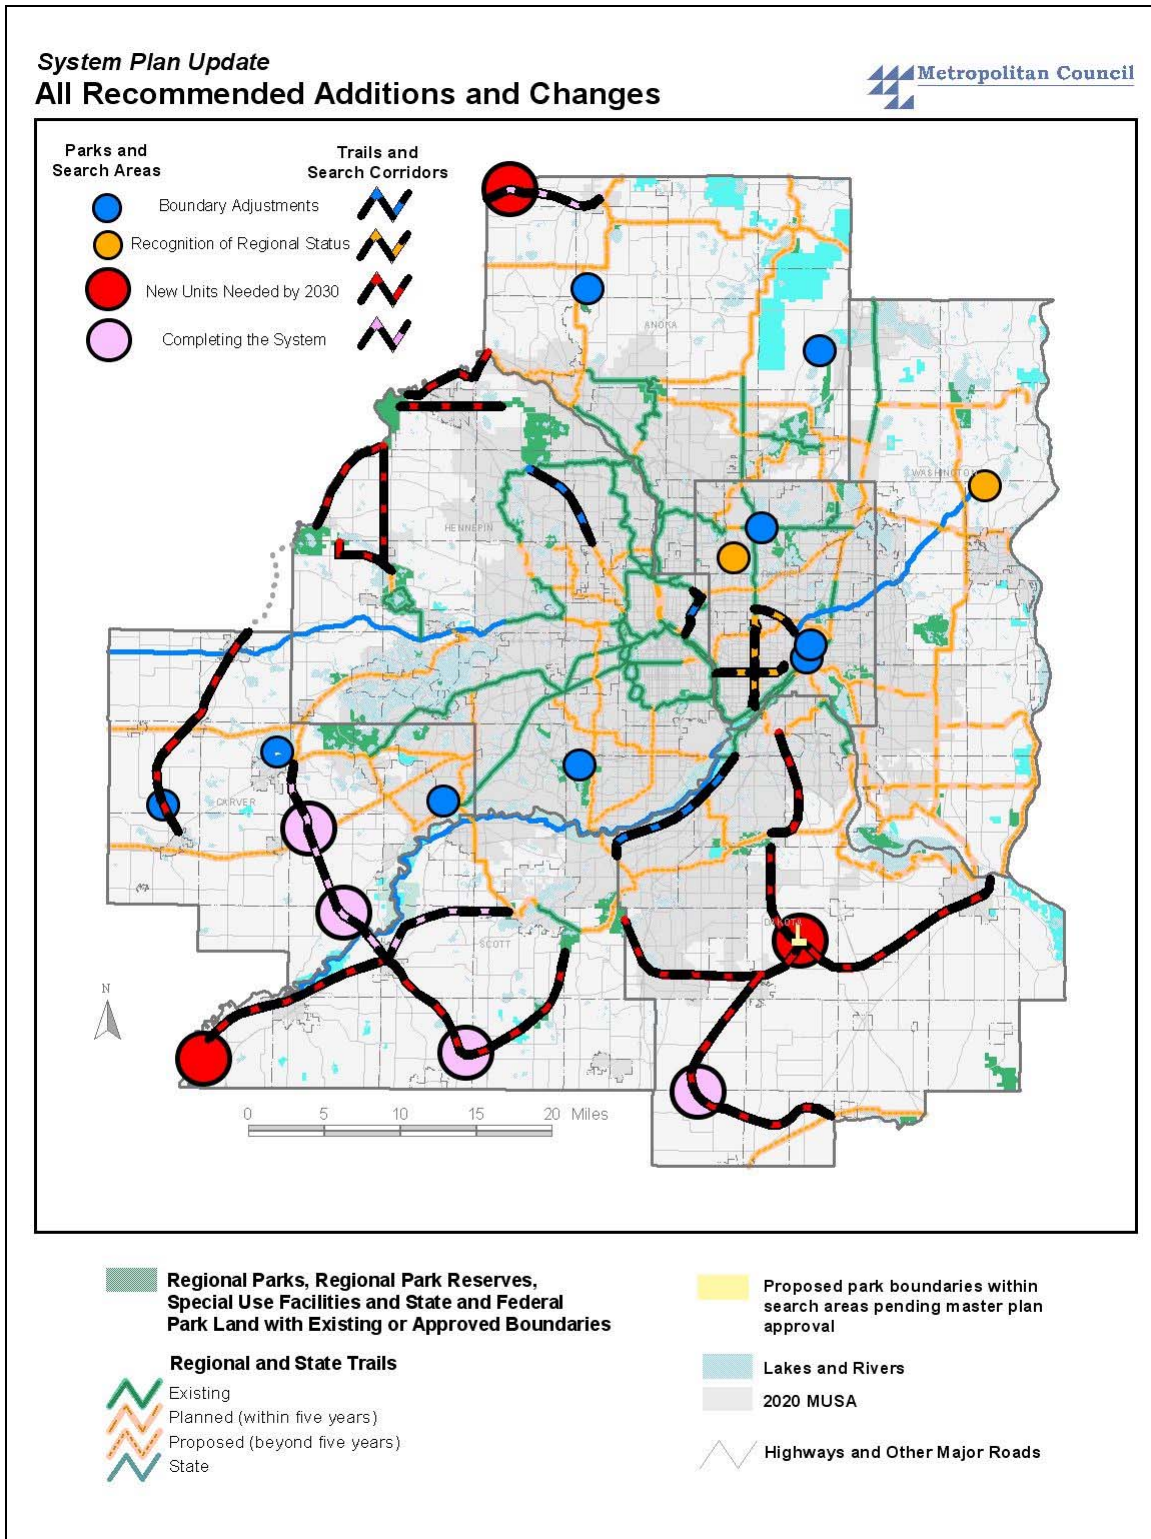 System Plan Update
All Recommended Additions and Changes
Metropolitan Council
Parks and
Search Areas
Trails and
Search Corridors
Boundary Adjustments
Recognition of Regional Status
New Units Needed by 2030
Completing the System
ANOKA
WASHINGTON
HENNEPIN
CARVER
SCOTT
DAKOTA
N
0 5 10 15 20 Miles
Regional Parks, Regional Park Reserves,
Special Use Facilities and State and Federal
Park Land with Existing or Approved Boundaries
Regional and State Trails
Existing
Planned (within five years)
Proposed (beyond five years)
State
Proposed park boundaries within
search areas pending master plan
approval
Lakes and Rivers
2020 MUSA
Highways and Other Major Roads